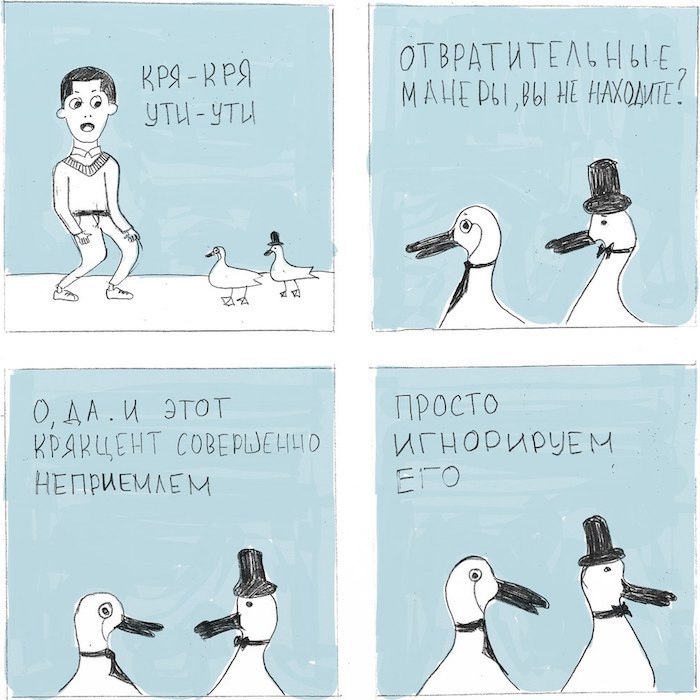 КРЯ-КРЯ
УТИ-УТИ
ОТВРАТИТЕЛЬНЫЕ
МАНЕРЫ, ВЫ НЕ НАХОДИТЕ?
О, ДА. И ЭТОТ
КРЯКЦЕНТ СОВЕРШЕННО
НЕПРИЕМЛЕМ
ПРОСТО
ИГНОРИРУЕМ
ЕГО